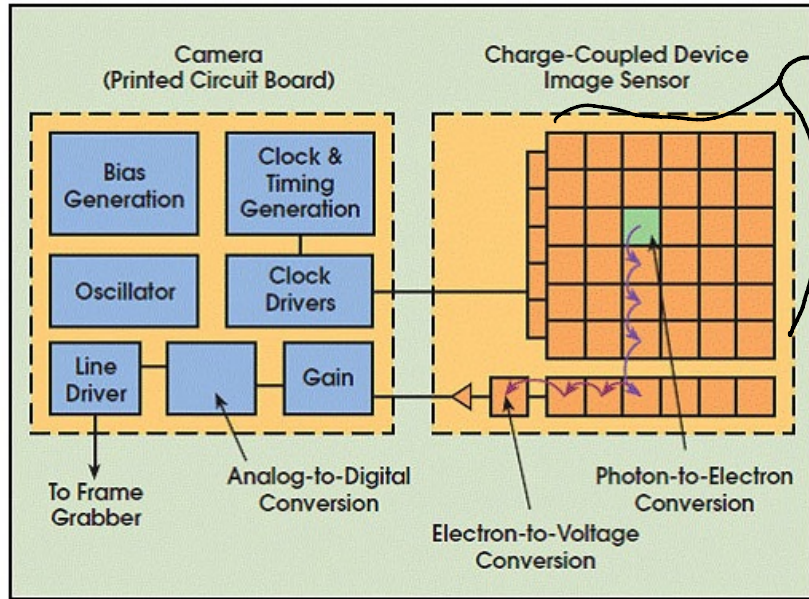 Camera
(Printed Circuit Board)
Charge-Coupled Device
Image Sensor
Bias
Generation
Clock &
Timing
Generation
Oscillator
Clock
Drivers
Line
Driver
Gain
Analog-to-Digital
Conversion
To Frame
Grabber
Photon-to-Electron
Conversion
Electron-to-Voltage
Conversion